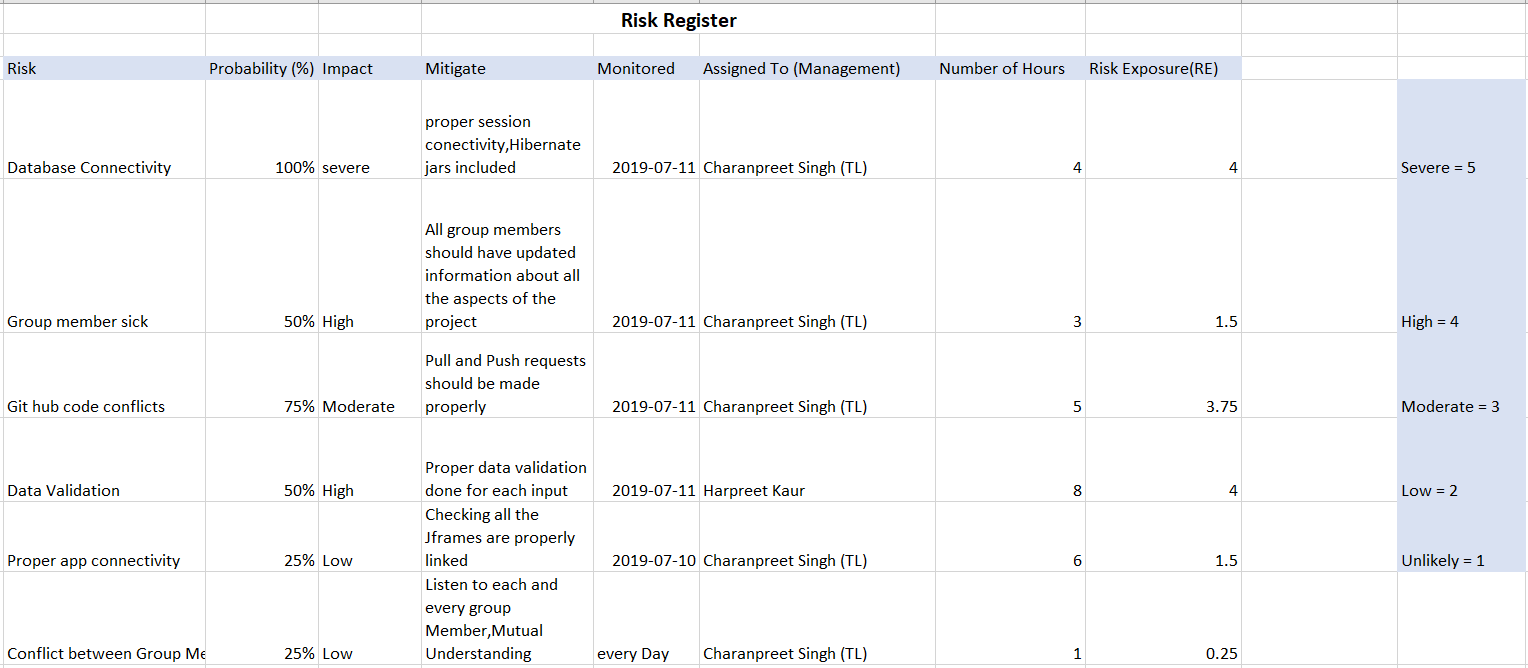 Risk Register
Risk Probability (%) Impact Mitigate Monitored Assigned To (Management) Number of Hours Risk Exposure(RE)
proper session
conectivity,Hibernate
Database Connectivity 100% severe jars included 2019-07-11 Charanpreet Singh (TL) 4 4 Severe = 5
All group members
should have updated
information about all
the aspects of the
Group member sick 50% High project 2019-07-11 Charanpreet Singh (TL) 3 1.5 High = 4
Pull and Push requests
should be made
Git hub code conflicts 75% Moderate properly 2019-07-11 Charanpreet Singh (TL) 5 3.75 Moderate = 3
Proper data validation
Data Validation 50% High done for each input 2019-07-11 Harpreet Kaur 8 4 Low = 2
Checking all the
Jframes are properly
Proper app connectivity 25% Low linked 2019-07-10 Charanpreet Singh (TL) 6 1.5 Unlikely = 1
Listen to each and
every group
Member,Mutual
Conflict between Group Me 25% Low Understanding every Day Charanpreet Singh (TL) 1 0.25